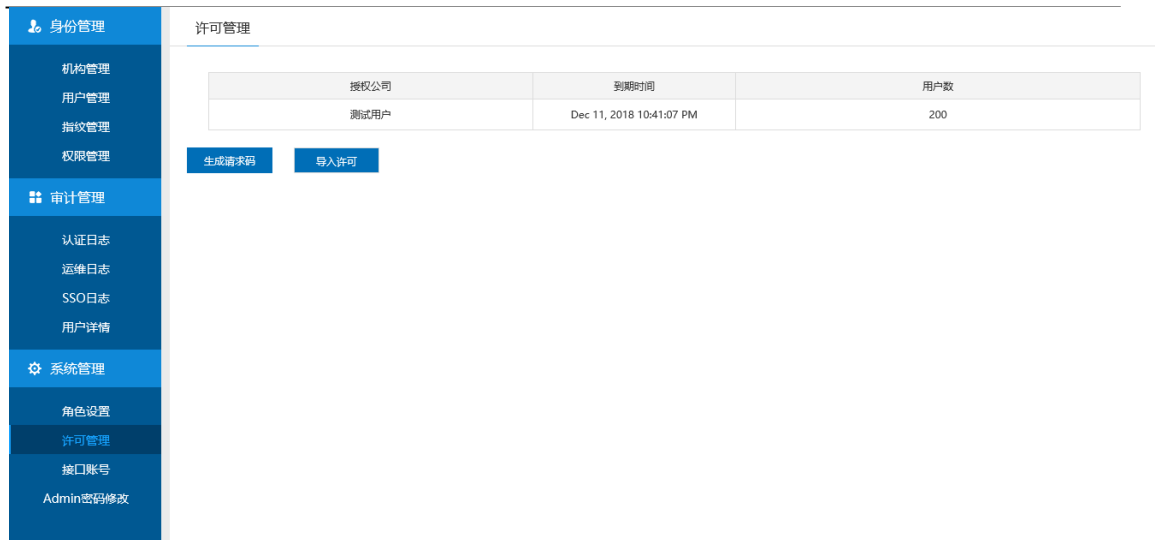 身份管理
机构管理
用户管理
指纹管理
权限管理
审计管理
认证日志
运维日志
SSO日志
用户详情
系统管理
角色设置
许可管理
接口账号
Admin密码修改
许可管理
授权公司 到期时间 用户数
测试用户 Dec 11, 2018 10:41:07 PM 200
生成请求码 导入许可